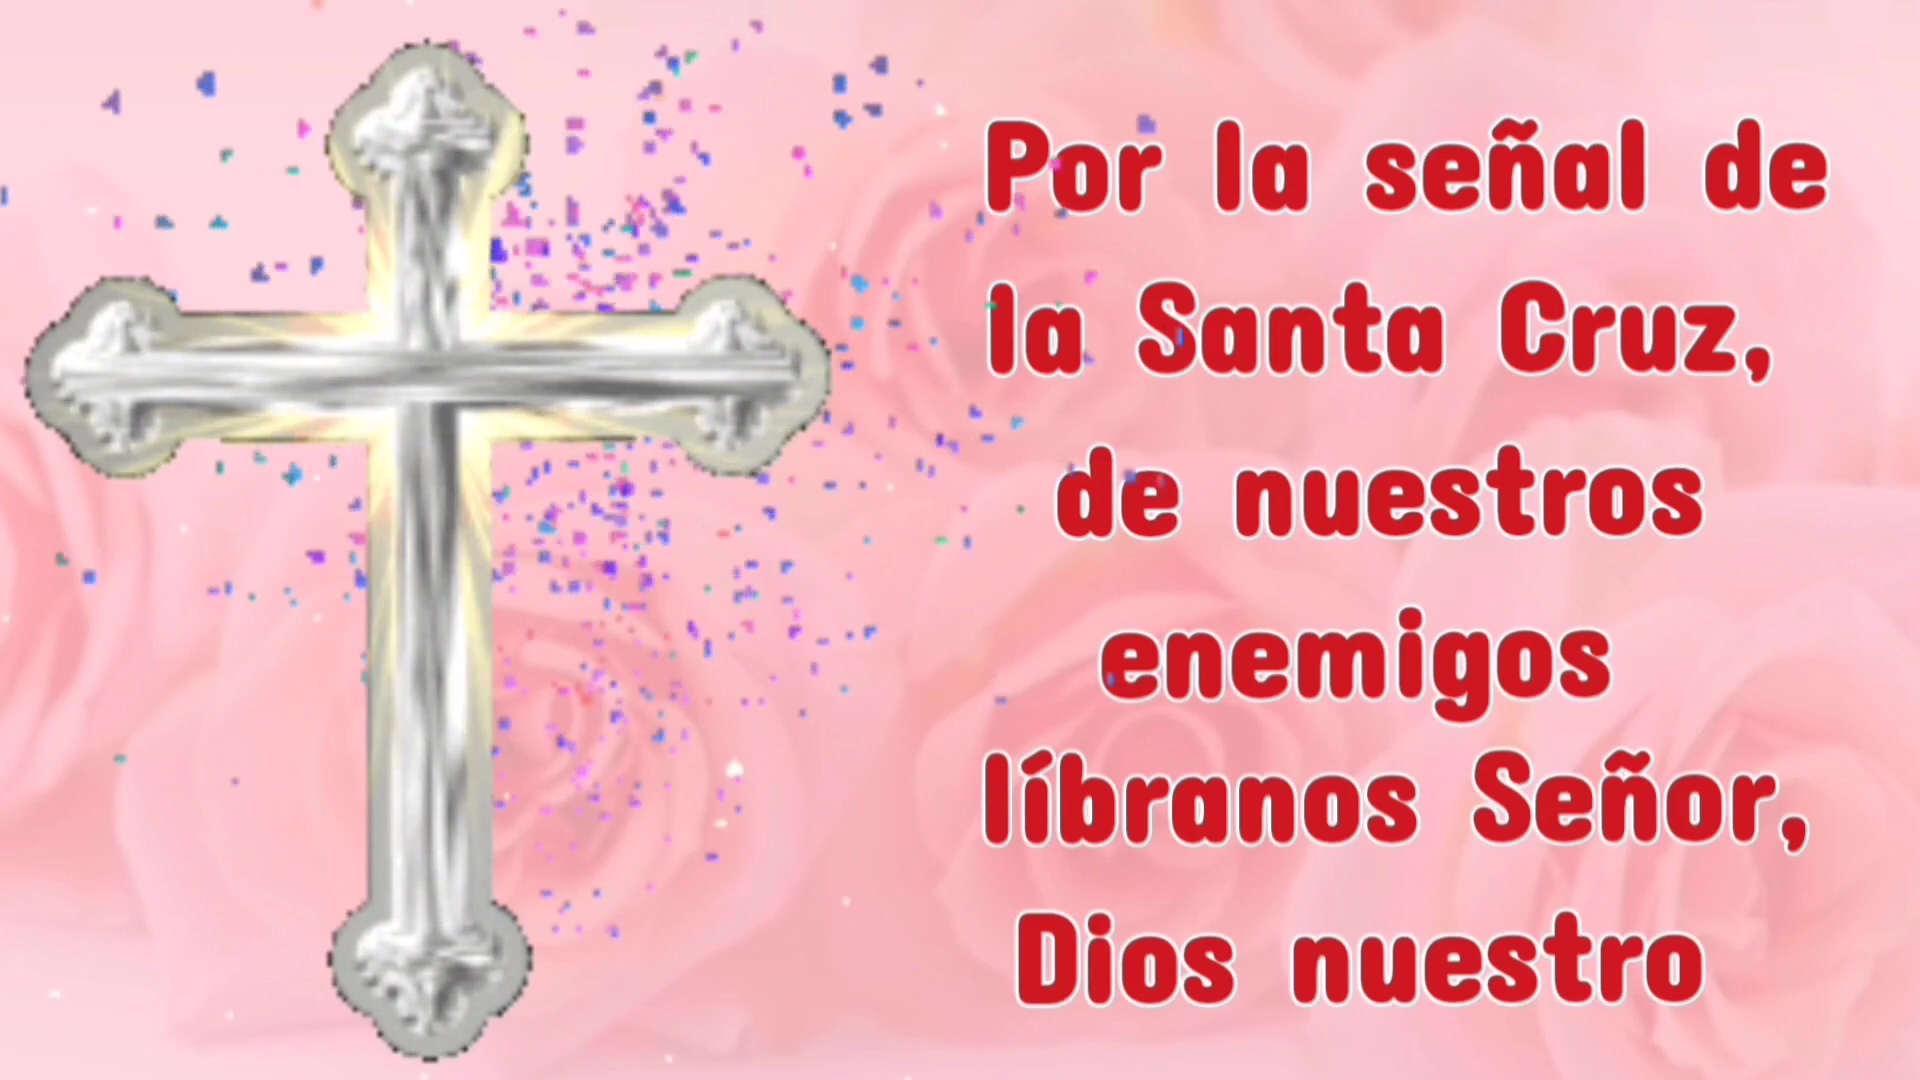 Por la señal de
la Santa Cruz,
de nuestros
enemigos
líbranos Señor,
Dios nuestro